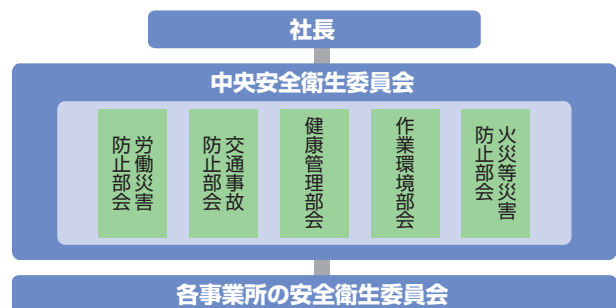 社長
中央安全衛生委員会
労働災害
防止部会
交通事故
防止部会
健康管理部会
作業環境部会
火災等災害
防止部会
各事業所の安全衛生委員会